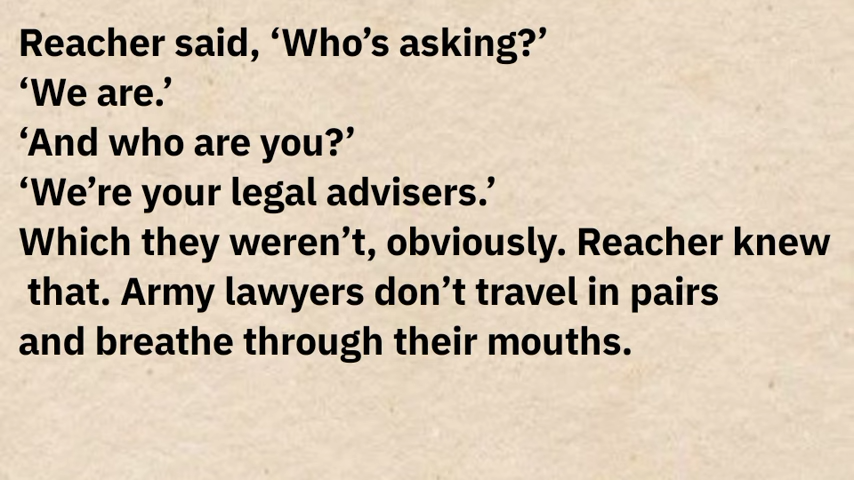 Reacher said, ‘Who’s asking?’
‘We are.’
‘And who are you?’
‘We’re your legal advisers.’
Which they weren’t, obviously. Reacher knew
that. Army lawyers don’t travel in pairs
and breathe through their mouths.